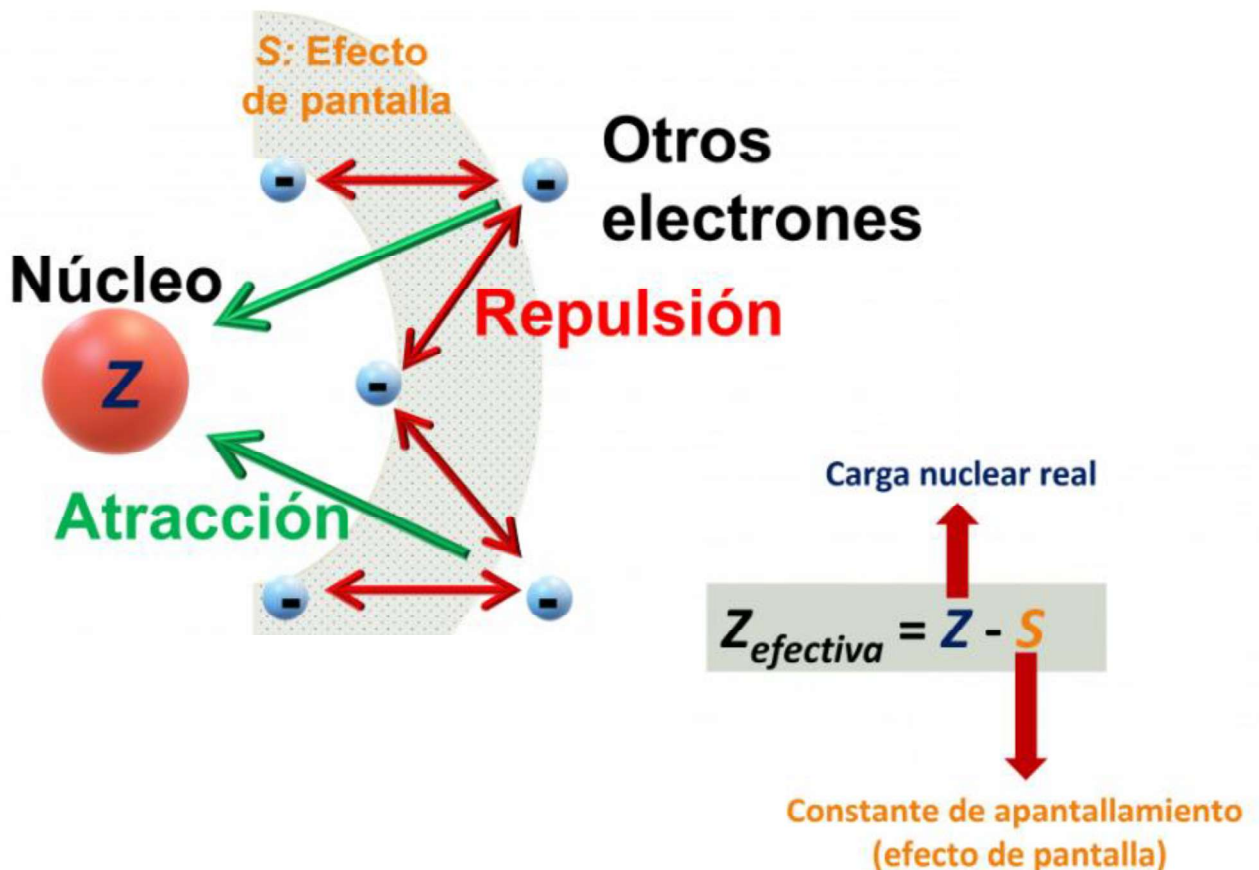 S: Efecto
de pantalla
-
-
Otros
electrones
Núcleo
Repulsión
Z
-
Atracción
-
-
Carga nuclear real
Zefectiva = Z - S
Constante de apantallamiento
(efecto de pantalla)